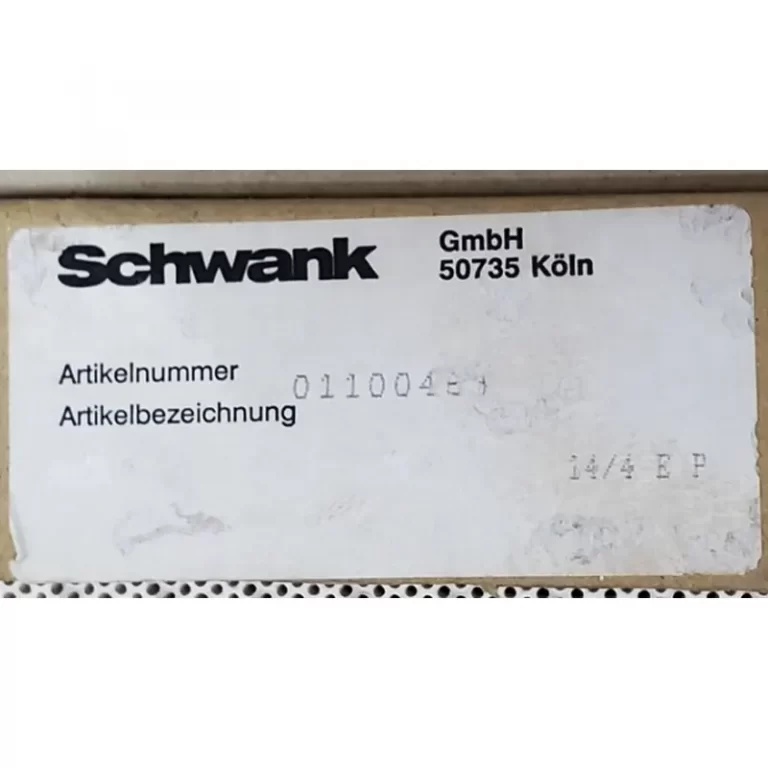 Schwank
GmbH
50735 Köln
Artikelnummer
Artikelbezeichnung
14/4 E P